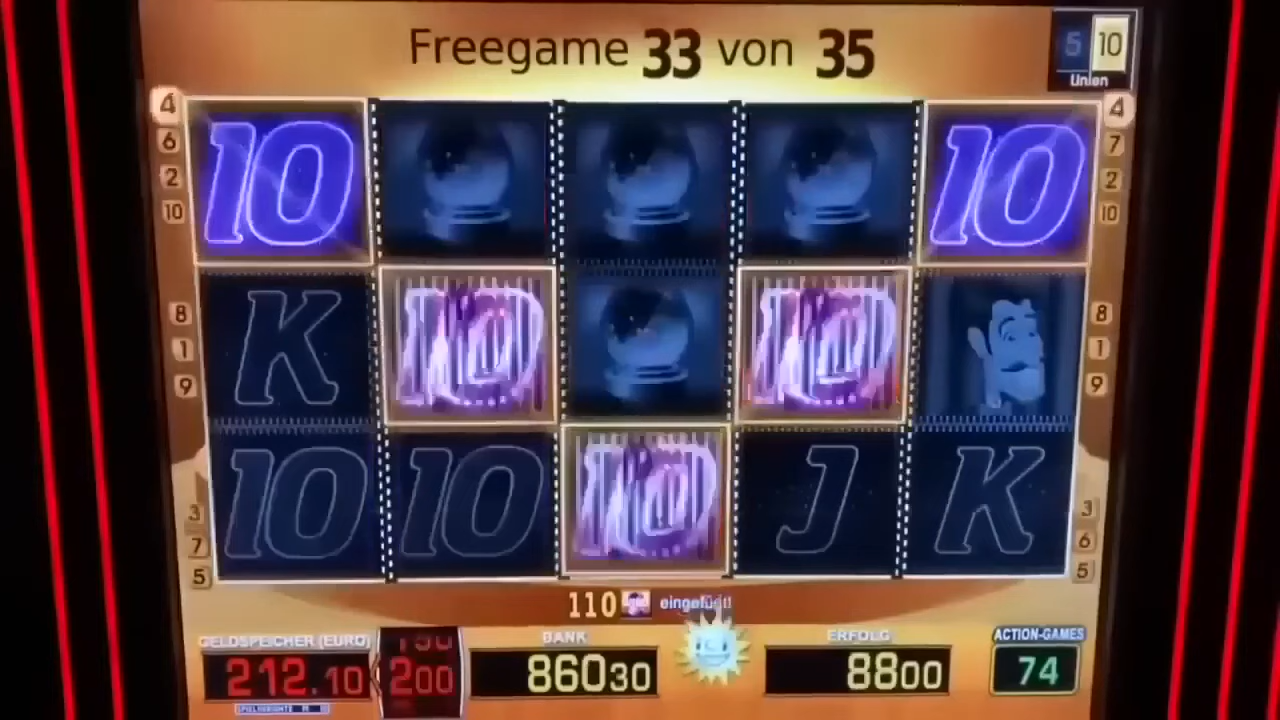 Freegame 33 von 35
5 10
Linien
4 4
6 7
2 2
10 10
10 10
8 8
1 1
9 9
K
3 3
7 6
5 5
10 10 J K
110 eingefügt!
GELDSPEICHER (EURO) BANK ERFOLG ACTION-GAMES
212.10 200 86030 8800 74